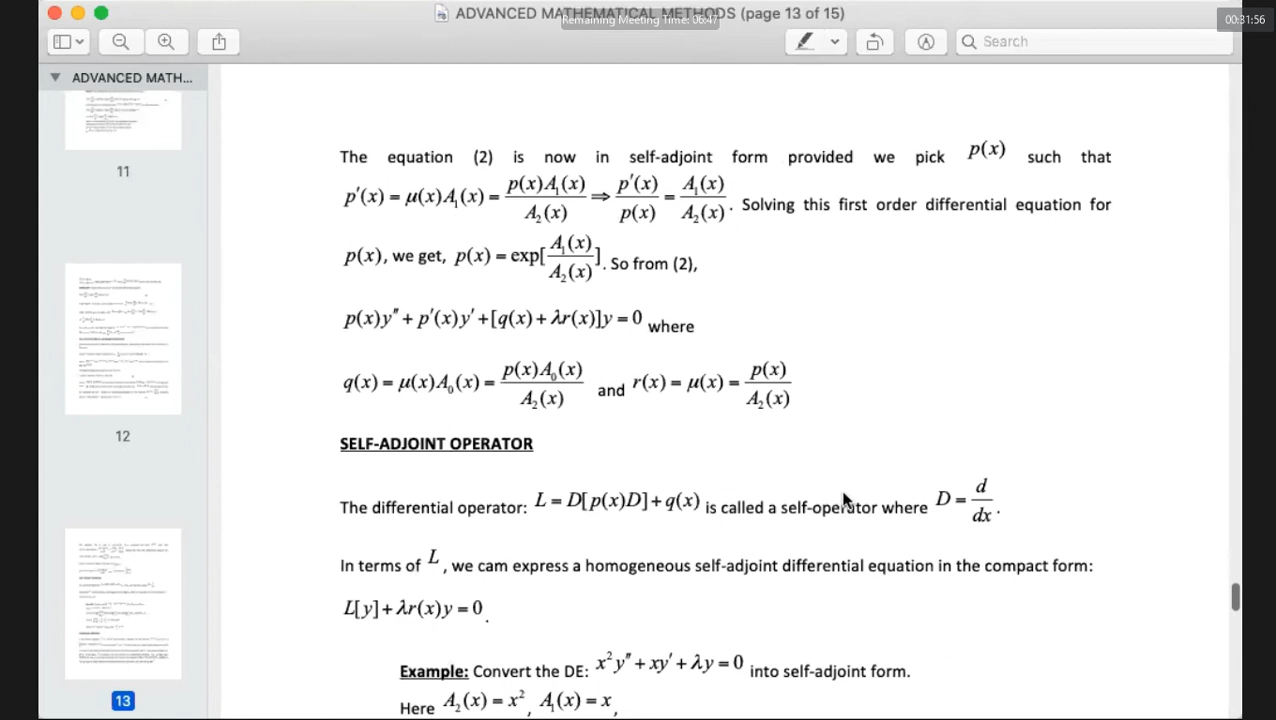 ADVANCED MATHEMATICAL METHODS (page 13 of 15)
Remaining Meeting Time: 06:47
00:31:56
Search
ADVANCED MATH...
11
12
13
The equation (2) is now in self-adjoint form provided we pick p(x) such that
p′(x) = μ(x)A₁(x) = p(x)A₁(x)/A₂(x) ⇒ p′(x)/p(x) = A₁(x)/A₂(x). Solving this first order differential equation for
p(x), we get, p(x) = exp[A₁(x)/A₂(x)]. So from (2),
p(x)y″ + p′(x)y′ + [q(x) + λr(x)]y = 0 where
q(x) = μ(x)A₀(x) = p(x)A₀(x)/A₂(x) and r(x) = μ(x) = p(x)/A₂(x)
SELF-ADJOINT OPERATOR
The differential operator: L = D[p(x)D] + q(x) is called a self-operator where D = d/dx.
In terms of L, we cam express a homogeneous self-adjoint differential equation in the compact form:
L[y] + λr(x)y = 0.
Example: Convert the DE: x²y″ + xy′ + λy = 0 into self-adjoint form.
Here A₂(x) = x², A₁(x) = x,